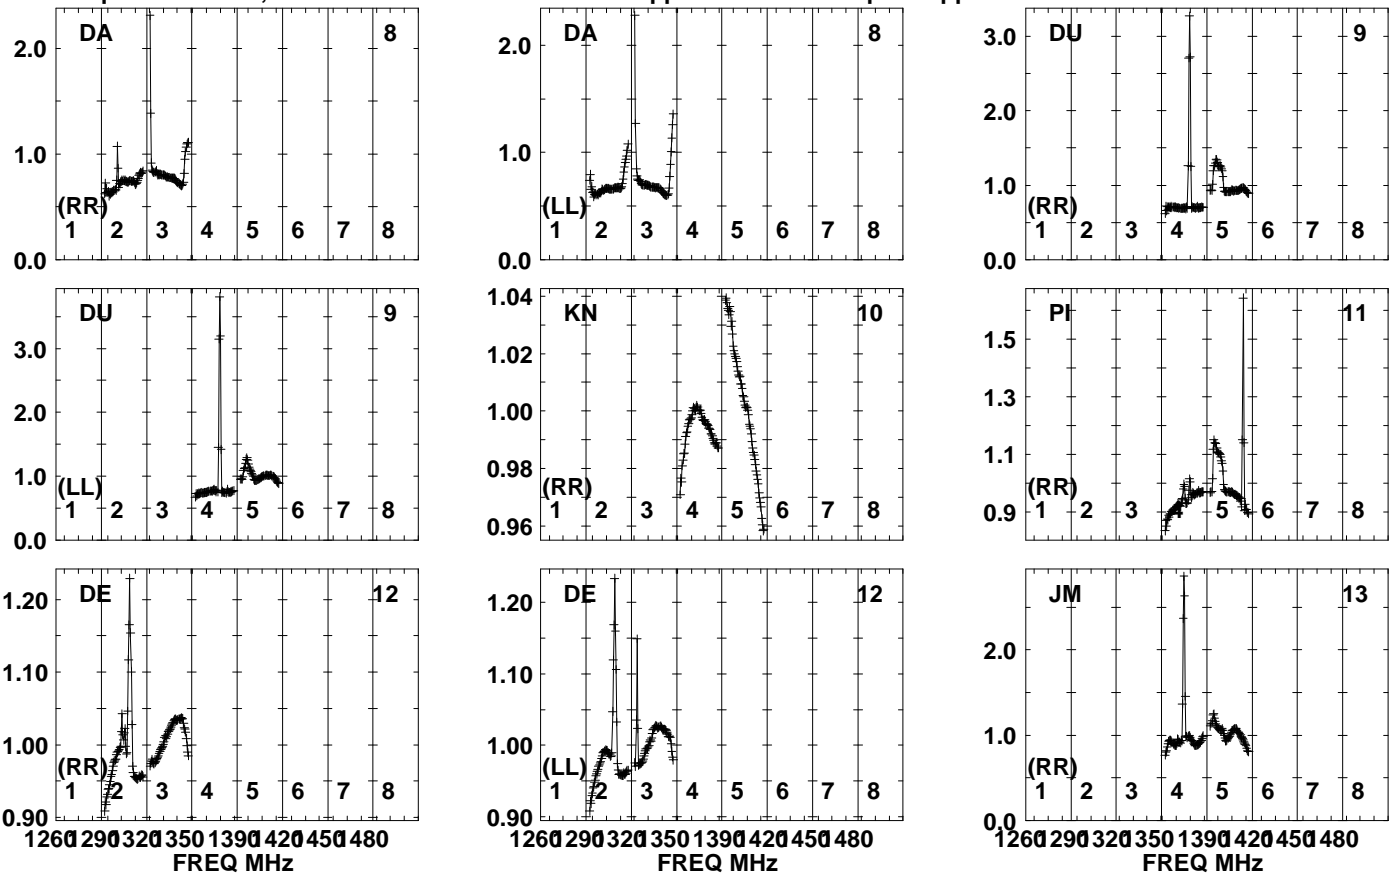 DA 8
2.0
1.0
(RR)
1 2 3 4 5 6 7 8
0.0
DA 8
2.0
1.0
(LL)
1 2 3 4 5 6 7 8
0.0
DU 9
3.0
2.0
1.0
(RR)
1 2 3 4 5 6 7 8
0.0
DU 9
3.0
2.0
1.0
(LL)
1 2 3 4 5 6 7 8
0.0
KN 10
1.04
1.02
1.00
0.98
(RR)
1 2 3 4 5 6 7 8
0.96
PI 11
1.5
1.3
1.1
(RR)
0.9
1 2 3 4 5 6 7 8
DE 12
1.20
1.10
1.00
(RR)
1 2 3 4 5 6 7 8
0.90
1260 1290 1320 1350 1390 1420 1450 1480
FREQ MHz
DE 12
1.20
1.10
1.00
(LL)
1 2 3 4 5 6 7 8
0.90
1260 1290 1320 1350 1390 1420 1450 1480
FREQ MHz
JM 13
2.0
1.0
(RR)
1 2 3 4 5 6 7 8
0.0
1260 1290 1320 1350 1390 1420 1450 1480
FREQ MHz